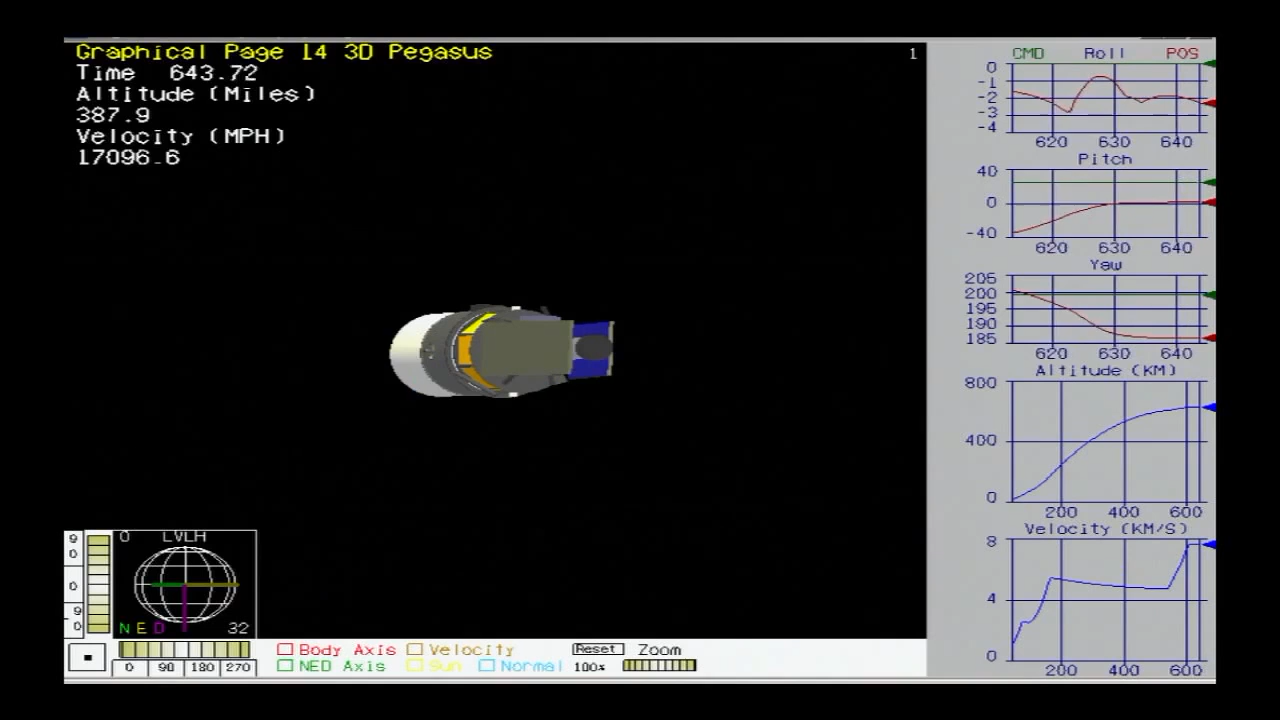 Graphical Page 14 3D Pegasus
1
Time 643.72
Altitude (Miles)
387.9
Velocity (MPH)
17096.6
CMD Roll POS
0
-1
-2
-3
-4
620 630 640
Pitch
40
0
-40
620 630 640
Yaw
205
200
195
190
185
620 630 640
Altitude (KM)
800
400
0
200 400 600
Velocity (KM/S)
8
4
0
200 400 600
90
0
-90
0 LVLH
N E D 32
0 90 180 270
Body Axis Velocity Reset Zoom
NED Axis Sun Normal 100%